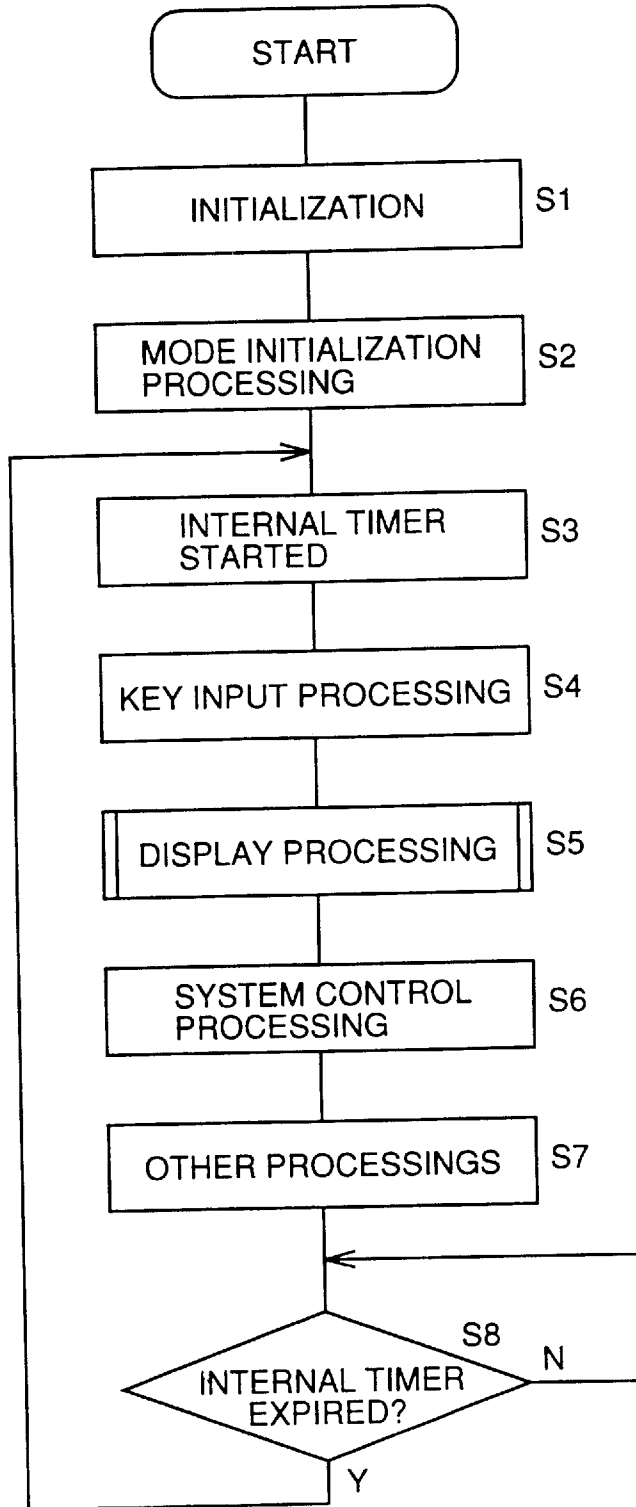 START
INITIALIZATION
S1
MODE INITIALIZATION
PROCESSING
S2
INTERNAL TIMER
STARTED
S3
KEY INPUT PROCESSING
S4
DISPLAY PROCESSING
S5
SYSTEM CONTROL
PROCESSING
S6
OTHER PROCESSINGS
S7
S8
INTERNAL TIMER
EXPIRED?
N
Y